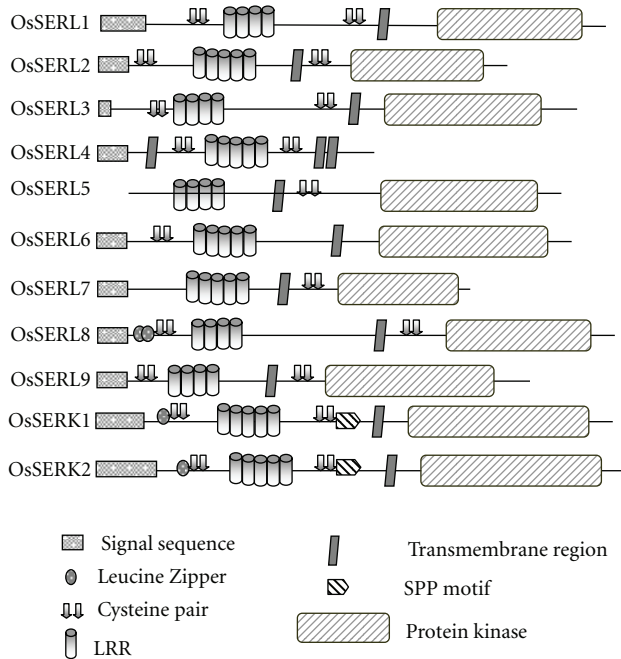 OsSERL1
OsSERL2
OsSERL3
OsSERL4
OsSERL5
OsSERL6
OsSERL7
OsSERL8
OsSERL9
OsSERK1
OsSERK2
Signal sequence
Leucine Zipper
Cysteine pair
LRR
Transmembrane region
SPP motif
Protein kinase